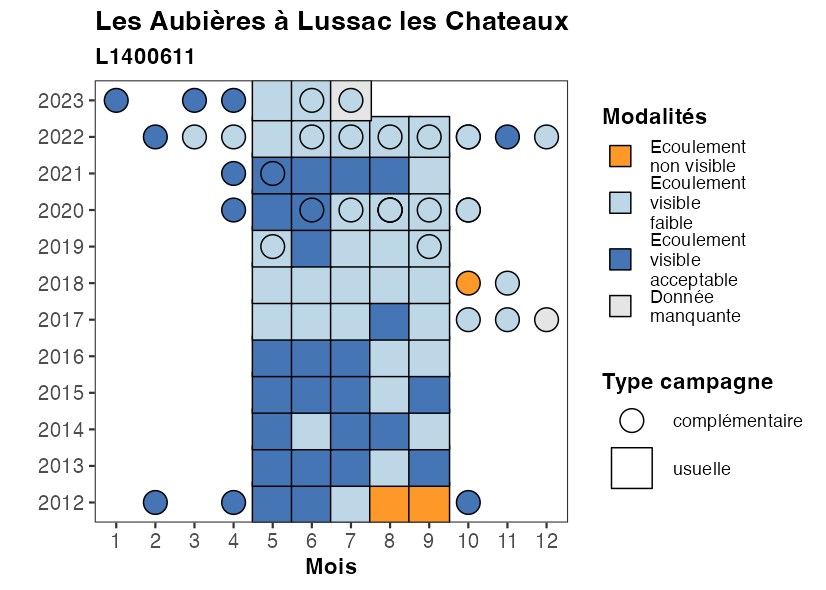 Les Aubières à Lussac les Chateaux
L1400611
2023
2022
2021
2020
2019
2018
2017
2016
2015
2014
2013
2012
1 2 3 4 5 6 7 8 9 10 11 12
Mois
Modalités
Ecoulement
non visible
Ecoulement
visible
faible
Ecoulement
visible
acceptable
Donnée
manquante
Type campagne
complémentaire
usuelle